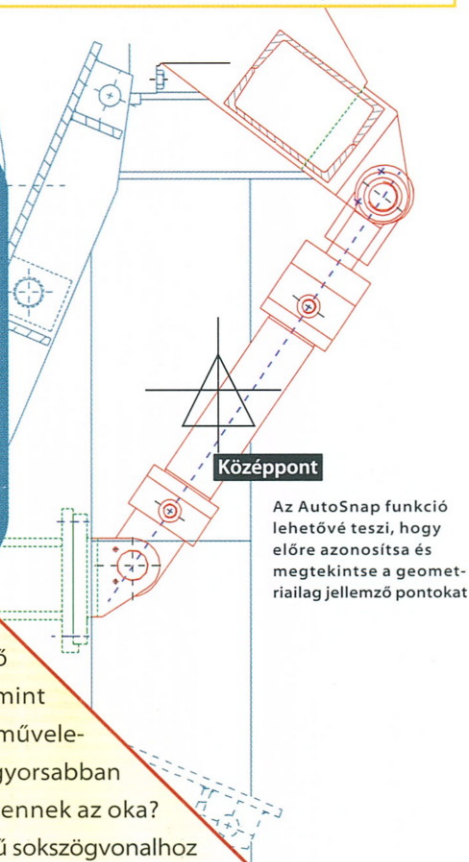 Középpont
Az AutoSnap funkció
lehetővé teszi, hogy
előre azonosítsa és
megtekintse a geomet-
riailag jellemző pontokat
mint
művele-
gyorsabban
ennek az oka?
sokszögvonalhoz